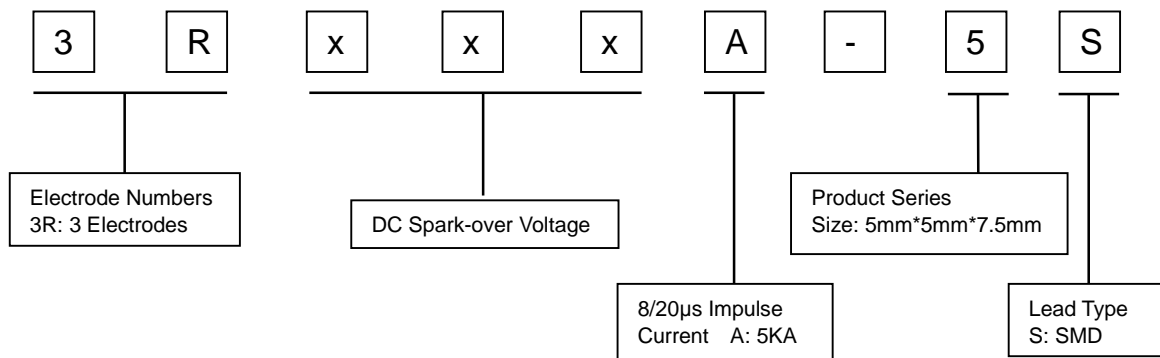 3 R x x x A - 5 S
Electrode Numbers
3R: 3 Electrodes
DC Spark-over Voltage
Product Series
Size: 5mm*5mm*7.5mm
8/20μs Impulse
Current A: 5KA
Lead Type
S: SMD